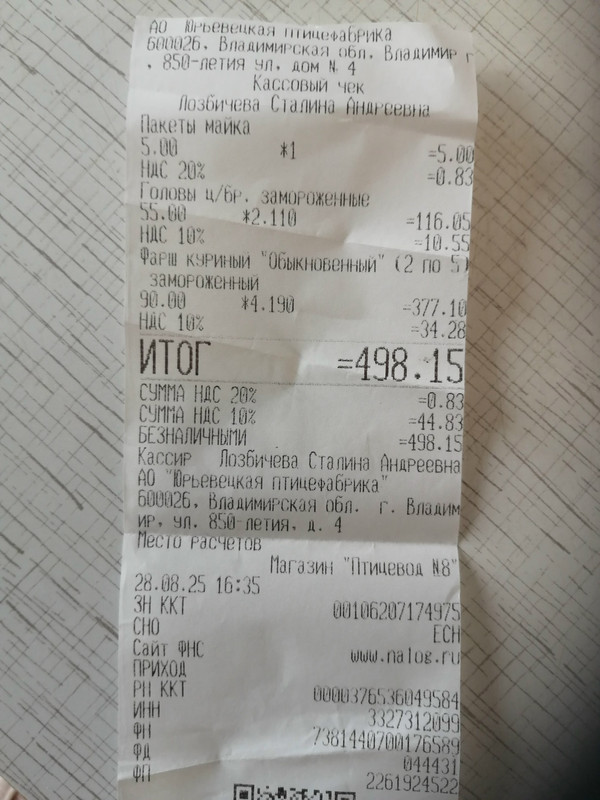 АО Юрьевецкая птицефабрика
600026, Владимирская обл, Владимир г
, 850-летия ул, дом № 4
Кассовый чек
Лозбичева Сталина Андреевна
Пакеты майка
5.00 *1 =5.00
НДС 20% =0.83
Головы ц/бр. замороженные
55.00 *2.110 =116.05
НДС 10% =10.55
Фарш куриный "Обыкновенный" (2 по 5)
замороженный
90.00 *4.190 =377.10
НДС 10% =34.28
ИТОГ =498.15
СУММА НДС 20% =0.83
СУММА НДС 10% =44.83
БЕЗНАЛИЧНЫМИ =498.15
Кассир Лозбичева Сталина Андреевна
АО "Юрьевецкая птицефабрика"
600026, Владимирская обл. г. Владим
ир, ул. 850-летия, д. 4
Место расчетов
Магазин "Птицевод N8"
28.08.25 16:35
ЗН ККТ 00106207174975
СНО ЕСН
Сайт ФНС www.nalog.ru
ПРИХОД
РН ККТ 0000376536049584
ИНН 3327312099
ФН 7381440700176589
ФД 044431
ФП 2261924522